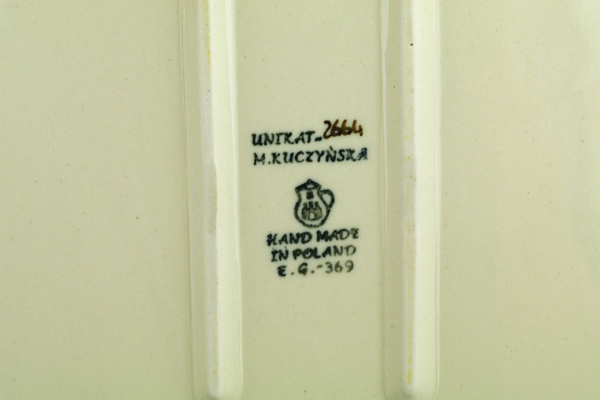 UNIKAT-2664
M.KUCZYŃSKA
HAND MADE
IN POLAND
E.G.-369